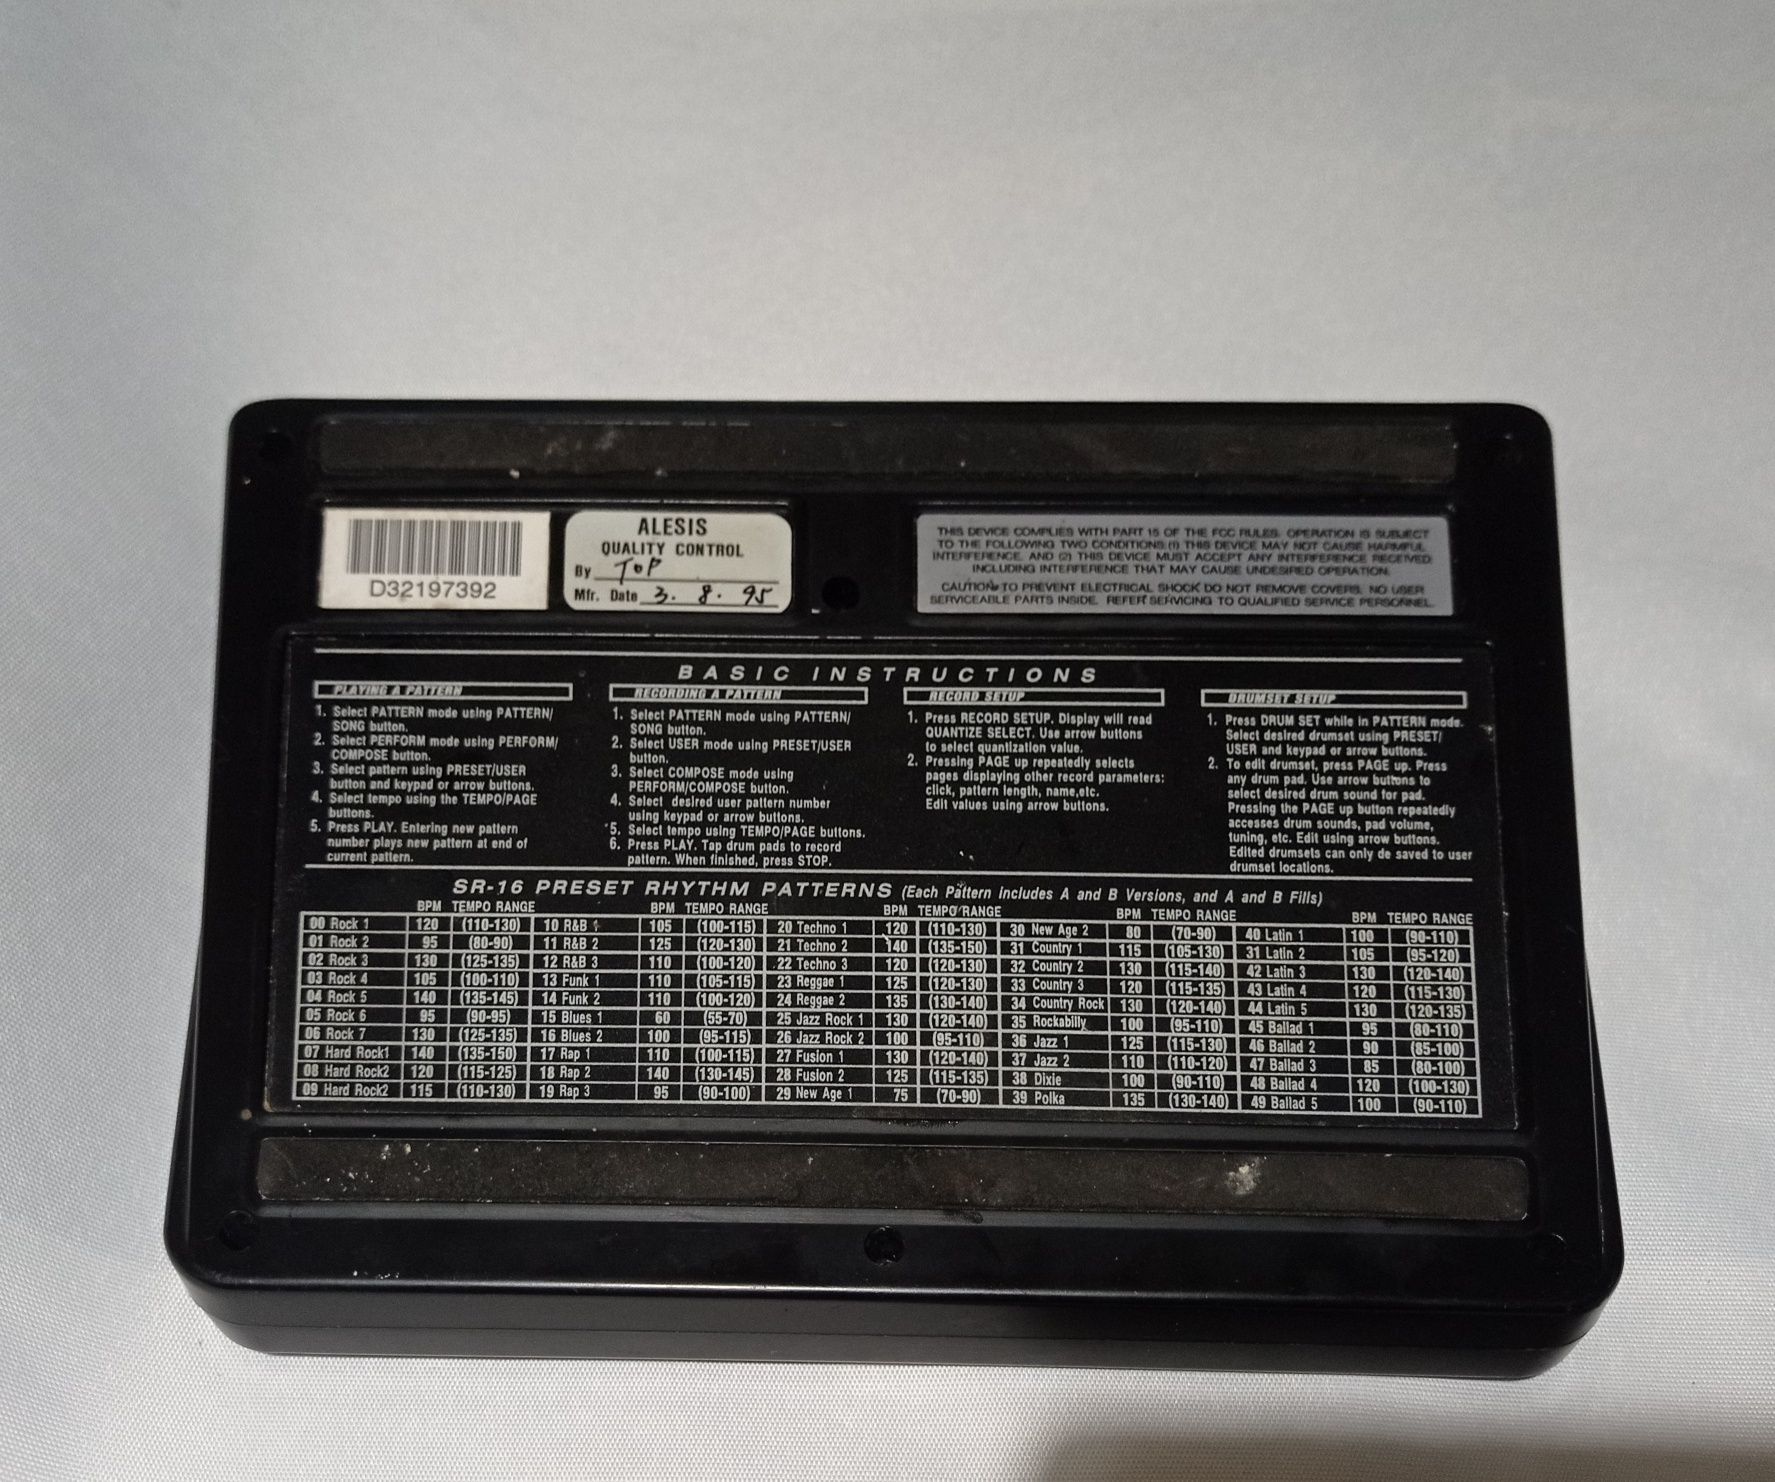 D32197392
ALESIS
QUALITY CONTROL
By TOP
Mfr. Date 3. 8. 95
THIS DEVICE COMPLIES WITH PART 15 OF THE FCC RULES. OPERATION IS SUBJECT
TO THE FOLLOWING TWO CONDITIONS:(1) THIS DEVICE MAY NOT CAUSE HARMFUL
INTERFERENCE, AND (2) THIS DEVICE MUST ACCEPT ANY INTERFERENCE RECEIVED
INCLUDING INTERFERENCE THAT MAY CAUSE UNDESIRED OPERATION.
CAUTION: TO PREVENT ELECTRICAL SHOCK DO NOT REMOVE COVERS. NO USER
SERVICEABLE PARTS INSIDE. REFER SERVICING TO QUALIFIED SERVICE PERSONNEL.
BASIC INSTRUCTIONS
PLAYING A PATTERN
1. Select PATTERN mode using PATTERN/
SONG button.
2. Select PERFORM mode using PERFORM/
COMPOSE button.
3. Select pattern using PRESET/USER
button and keypad or arrow buttons.
4. Select tempo using the TEMPO/PAGE
buttons.
5. Press PLAY. Entering new pattern
number plays new pattern at end of
current pattern.
RECORDING A PATTERN
1. Select PATTERN mode using PATTERN/
SONG button.
2. Select USER mode using PRESET/USER
button.
3. Select COMPOSE mode using
PERFORM/COMPOSE button.
4. Select desired user pattern number
using keypad or arrow buttons.
5. Select tempo using TEMPO/PAGE buttons.
6. Press PLAY. Tap drum pads to record
pattern. When finished, press STOP.
RECORD SETUP
1. Press RECORD SETUP. Display will read
QUANTIZE SELECT. Use arrow buttons
to select quantization value.
2. Pressing PAGE up repeatedly selects
pages displaying other record parameters:
click, pattern length, name,etc.
Edit values using arrow buttons.
DRUMSET SETUP
1. Press DRUM SET while in PATTERN mode.
Select desired drumset using PRESET/
USER and keypad or arrow buttons.
2. To edit drumset, press PAGE up. Press
any drum pad. Use arrow buttons to
select desired drum sound for pad.
Pressing the PAGE up button repeatedly
accesses drum sounds, pad volume,
tuning, etc. Edit using arrow buttons.
Edited drumsets can only de saved to user
drumset locations.
SR-16 PRESET RHYTHM PATTERNS (Each Pattern includes A and B Versions, and A and B Fills)
BPM TEMPO RANGE BPM TEMPO RANGE BPM TEMPO RANGE BPM TEMPO RANGE BPM TEMPO RANGE
00 Rock 1 120 (110-130) 10 R&B 1 105 (100-115) 20 Techno 1 120 (110-130) 30 New Age 2 80 (70-90) 40 Latin 1 100 (90-110)
01 Rock 2 95 (80-90) 11 R&B 2 125 (120-130) 21 Techno 2 140 (135-150) 31 Country 1 115 (105-130) 31 Latin 2 105 (95-120)
02 Rock 3 130 (125-135) 12 R&B 3 110 (100-120) 22 Techno 3 120 (120-130) 32 Country 2 130 (115-140) 42 Latin 3 130 (120-140)
03 Rock 4 105 (100-110) 13 Funk 1 110 (105-115) 23 Reggae 1 125 (120-130) 33 Country 3 120 (115-135) 43 Latin 4 120 (115-130)
04 Rock 5 140 (135-145) 14 Funk 2 110 (100-120) 24 Reggae 2 135 (130-140) 34 Country Rock 130 (120-140) 44 Latin 5 130 (120-135)
05 Rock 6 95 (90-95) 15 Blues 1 60 (55-70) 25 Jazz Rock 1 130 (120-140) 35 Rockabilly 100 (95-110) 45 Ballad 1 95 (80-110)
06 Rock 7 130 (125-135) 16 Blues 2 100 (95-115) 26 Jazz Rock 2 100 (95-110) 36 Jazz 1 125 (115-130) 46 Ballad 2 90 (85-100)
07 Hard Rock1 140 (135-150) 17 Rap 1 110 (100-115) 27 Fusion 1 130 (120-140) 37 Jazz 2 110 (110-120) 47 Ballad 3 85 (80-100)
08 Hard Rock2 120 (115-125) 18 Rap 2 140 (130-145) 28 Fusion 2 125 (115-135) 38 Dixie 100 (90-110) 48 Ballad 4 120 (100-130)
09 Hard Rock2 115 (110-130) 19 Rap 3 95 (90-100) 29 New Age 1 75 (70-90) 39 Polka 135 (130-140) 49 Ballad 5 100 (90-110)